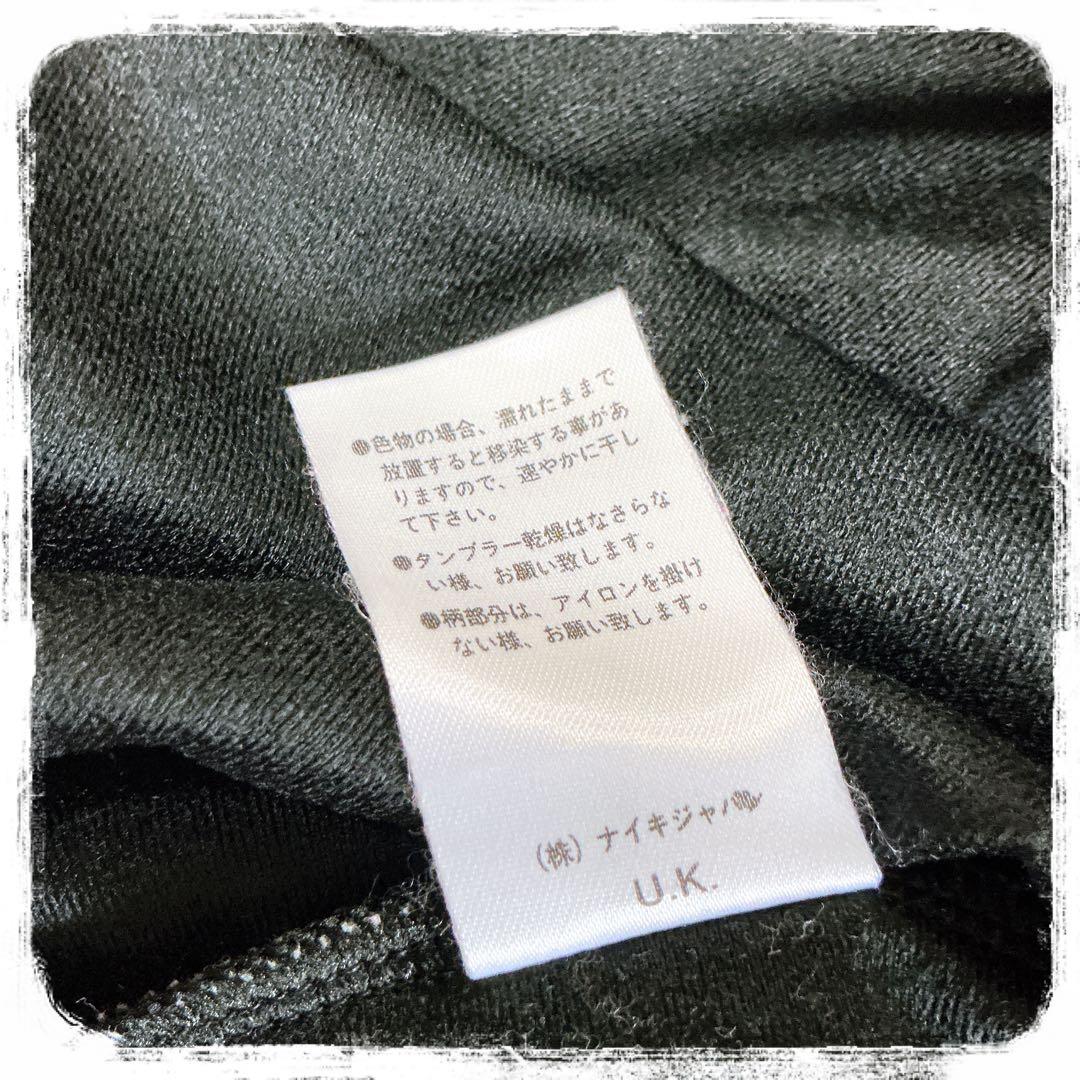 ●色物の場合、濡れたままで
放置すると移染する事があ
りますので、速やかに干し
て下さい。
●タンブラー乾燥はなさらな
い様、お願い致します。
●柄部分は、アイロンを掛け
ない様、お願い致します。
(株) ナイキジャパン
U.K.